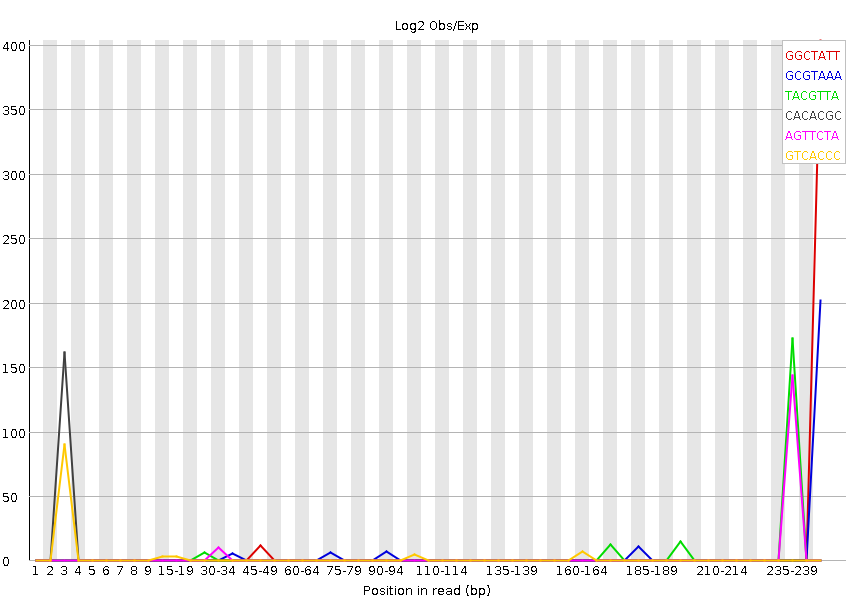 Log2 Obs/Exp
400
350
300
250
200
150
100
50
0
GGCTATT
GCGTAAA
TACGTTA
CACACGC
AGTTCTA
GTCACCC
1 2 3 4 5 6 7 8 9 15-19 30-34 45-49 60-64 75-79 90-94 110-114 135-139 160-164 185-189 210-214 235-239
Position in read (bp)